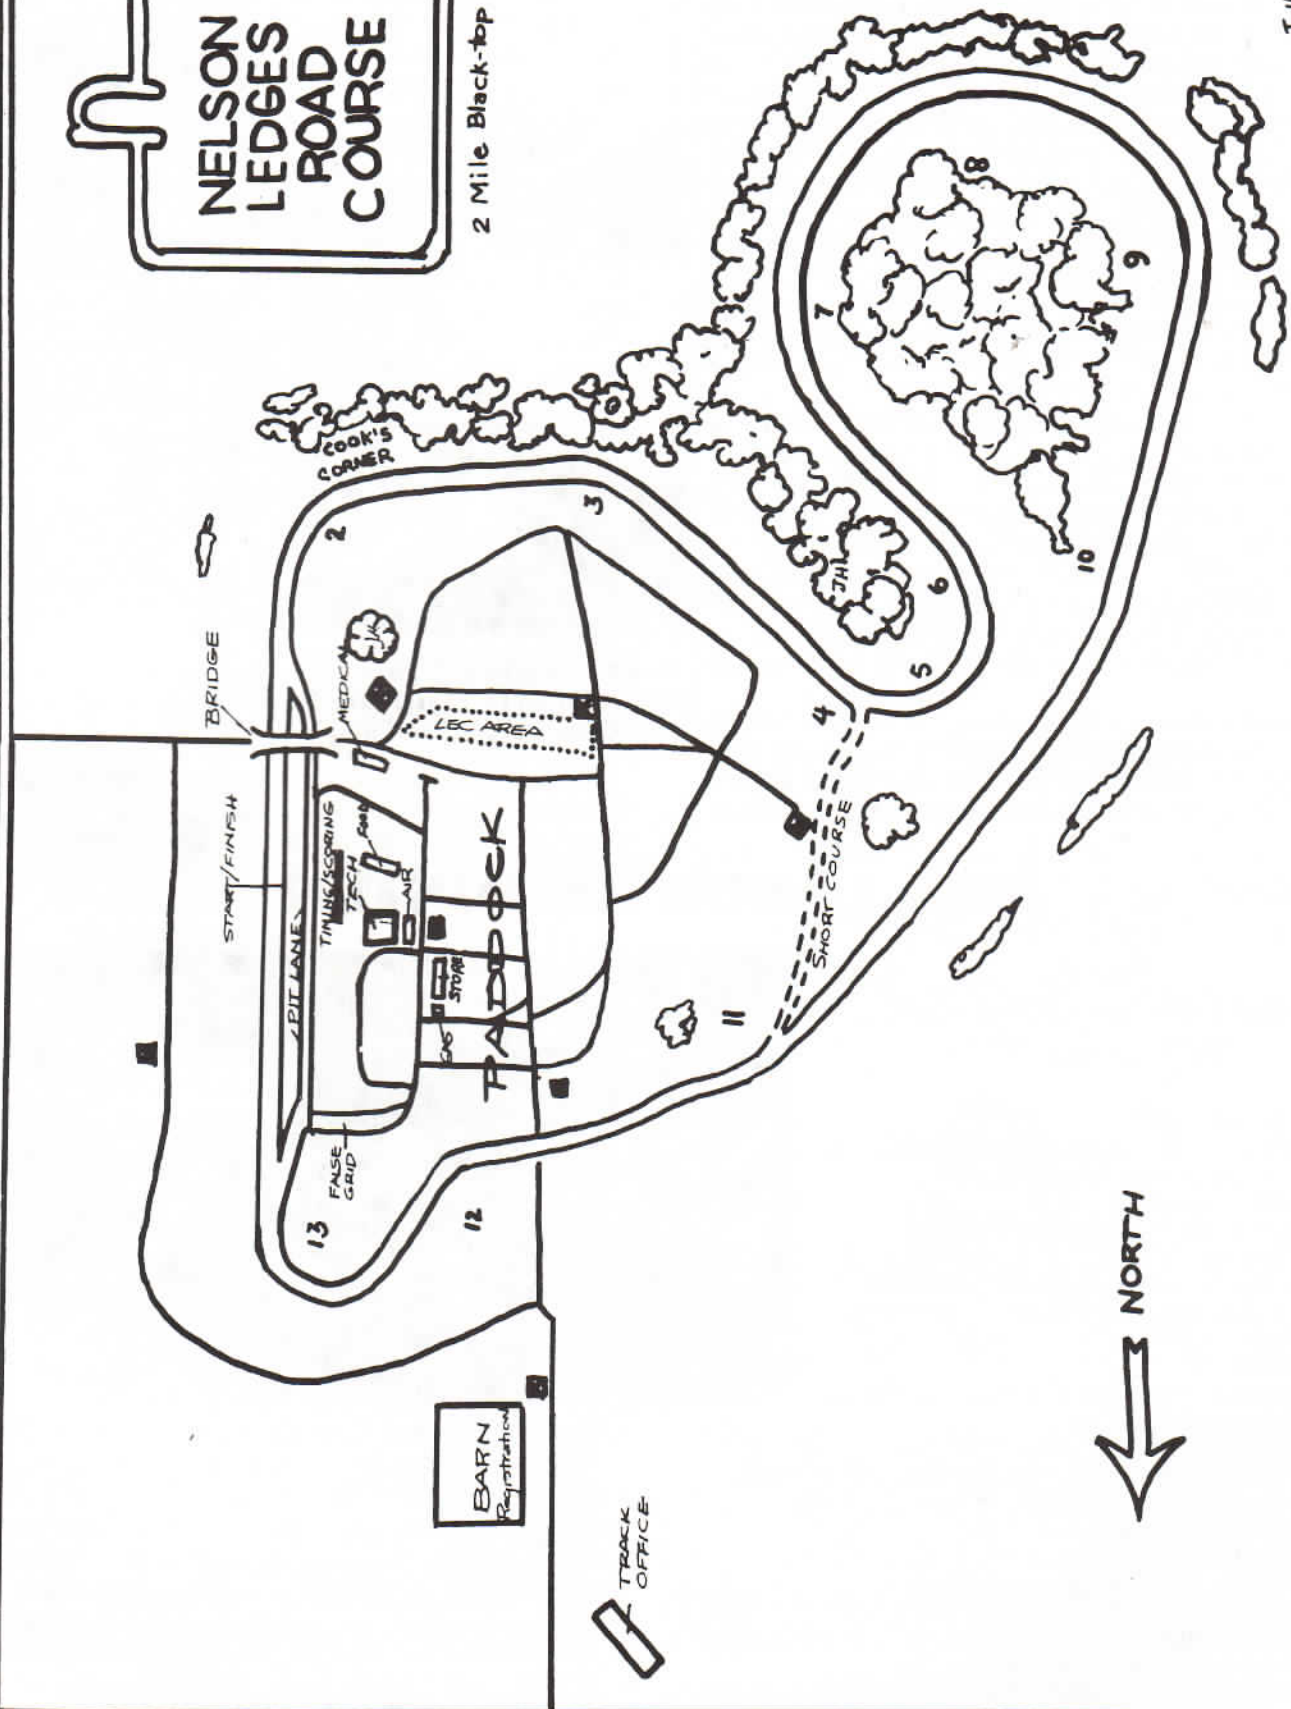 NELSON
LEDGES
ROAD
COURSE
2 Mile Black-top
COOK'S
CORNER
BRIDGE
MEDICAL
START/FINISH
PIT LANE
TIMING/SCORING
TECH
FOOD
AIR
LEC AREA
STORE
GAS
PADDOCK
FALSE
GRID
SHORT COURSE
JH
2
3
4
5
6
7
8
9
10
11
12
13
BARN
Registration
TRACK
OFFICE
NORTH